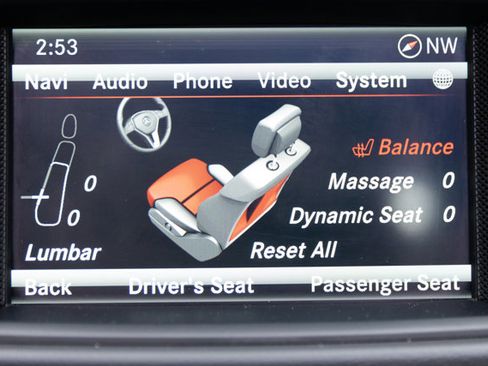 2:53 NW
Navi Audio Phone Video System
Balance
0 Massage 0
0 Dynamic Seat 0
Lumbar Reset All
Back Driver's Seat Passenger Seat